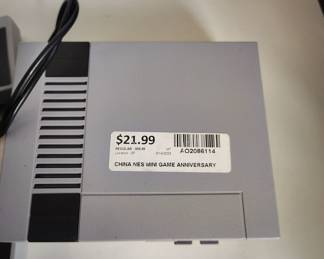 $21.99
AO2086114
CHINA NES MINI GAME ANNIVERSARY